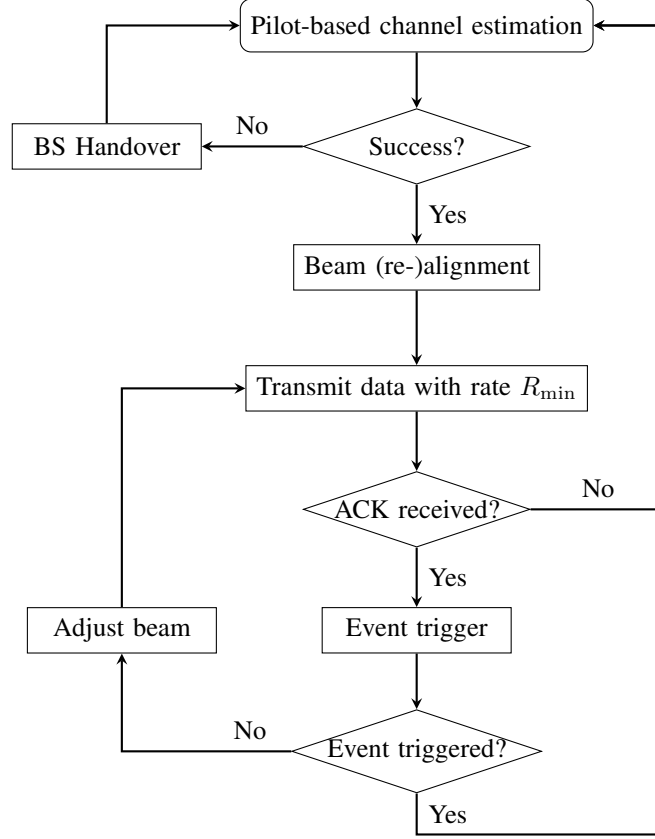 Pilot-based channel estimation
No
BS Handover
Success?
Yes
Beam (re-)alignment
Transmit data with rate R_min
ACK received?
No
Yes
Adjust beam
Event trigger
No
Event triggered?
Yes